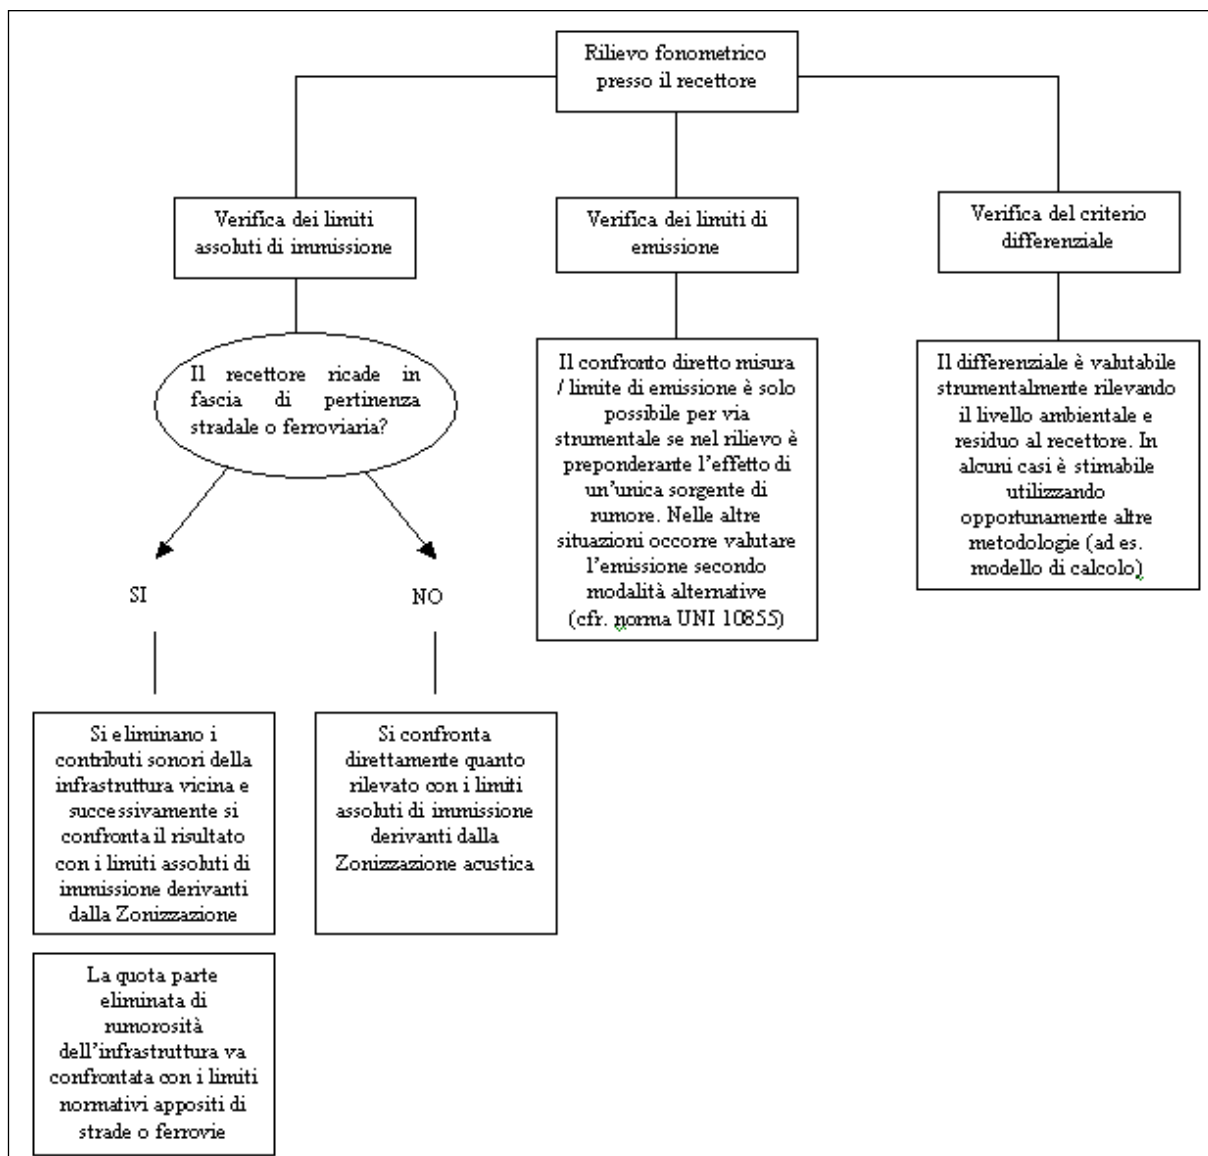 Rilievo fonometrico
presso il recettore
Verifica dei limiti
assoluti di immissione
Verifica dei limiti di
emissione
Verifica del criterio
differenziale
Il recettore ricade in
fascia di pertinenza
stradale o ferroviaria?
Il confronto diretto misura
/ limite di emissione è solo
possibile per via
strumentale se nel rilievo è
preponderante l'effetto di
un'unica sorgente di
rumore. Nelle altre
situazioni occorre valutare
l'emissione secondo
modalità alternative
(cfr. norma UNI 10855)
Il differenziale è valutabile
strumentalmente rilevando
il livello ambientale e
residuo al recettore. In
alcuni casi è stimabile
utilizzando
opportunamente altre
metodologie (ad es.
modello di calcolo)
SI
NO
Si eliminano i
contributi sonori della
infrastruttura vicina e
successivamente si
confronta il risultato
con i limiti assoluti di
immissione derivanti
dalla Zonizzazione
Si confronta
direttamente quanto
rilevato con i limiti
assoluti di immissione
derivanti dalla
Zonizzazione acustica
La quota parte
eliminata di
rumorosità
dell'infrastruttura va
confrontata con i limiti
normativi appositi di
strade o ferrovie